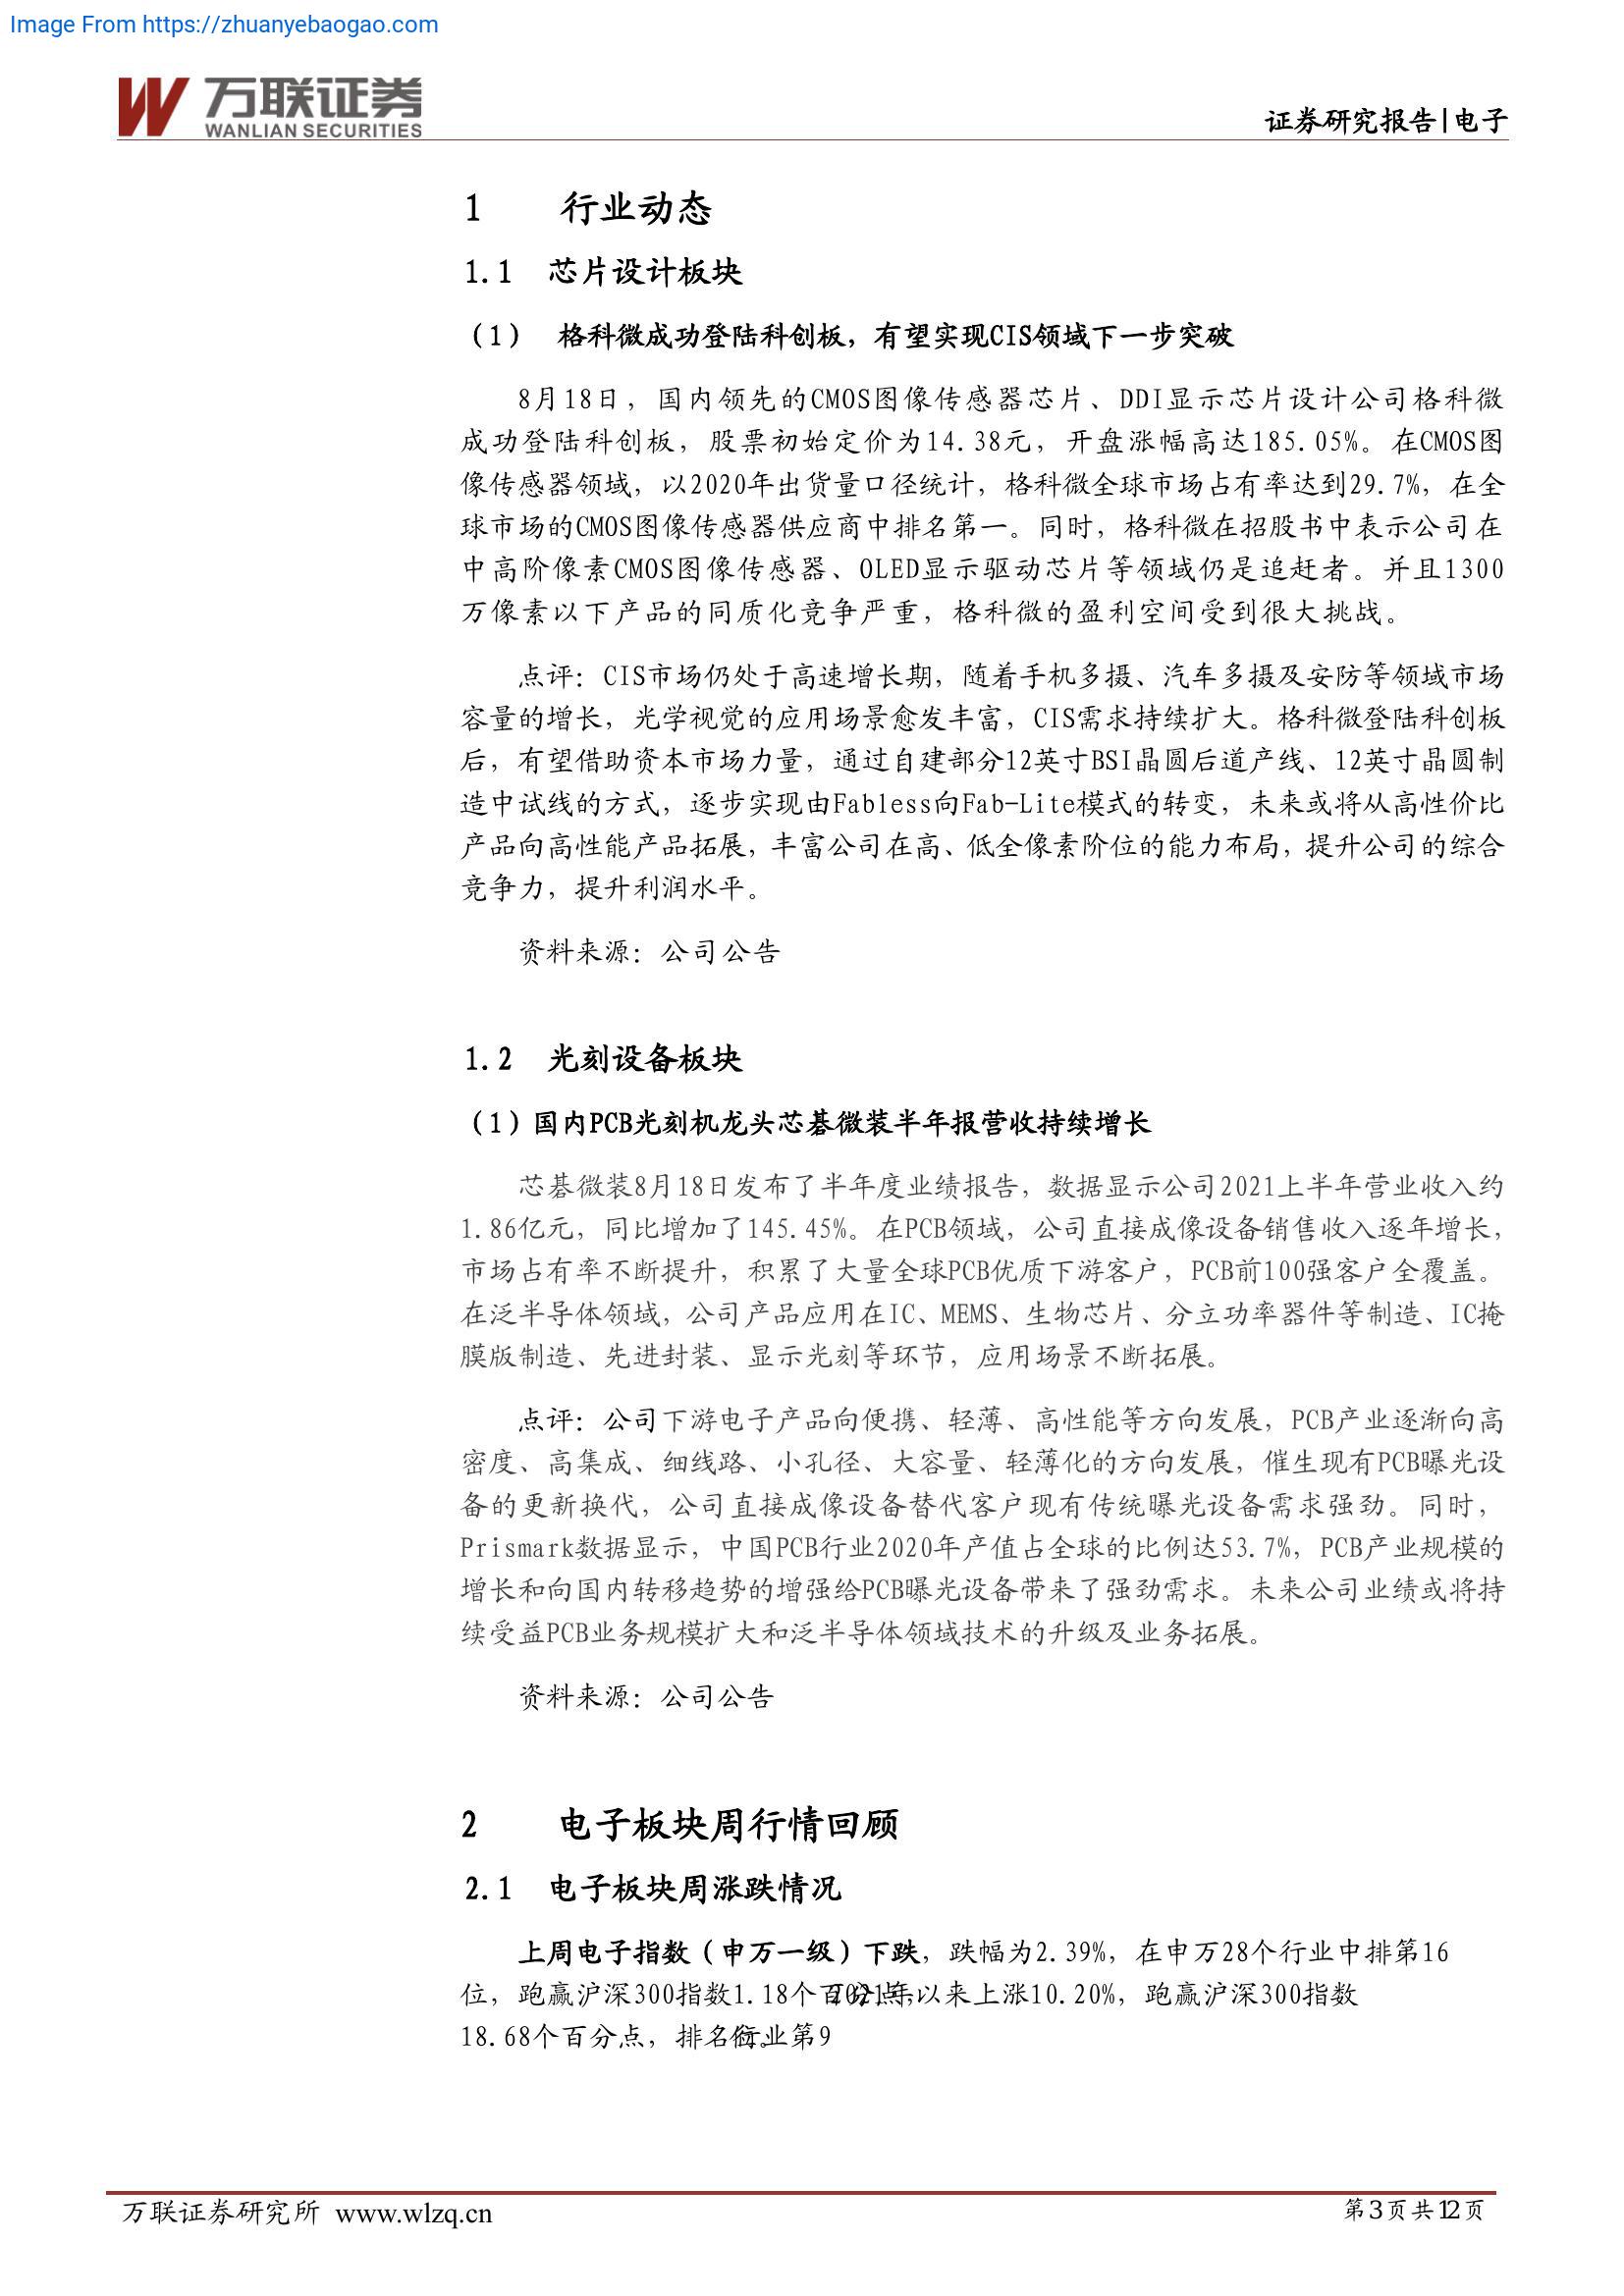 Image From https://zhuanyebaogao.com
万联证券
WANLIAN SECURITIES
证券研究报告|电子
1 行业动态
1.1 芯片设计板块
（1） 格科微成功登陆科创板，有望实现CIS领域下一步突破
8月18日，国内领先的CMOS图像传感器芯片、DDI显示芯片设计公司格科微
成功登陆科创板，股票初始定价为14.38元，开盘涨幅高达185.05%。在CMOS图
像传感器领域，以2020年出货量口径统计，格科微全球市场占有率达到29.7%，在全
球市场的CMOS图像传感器供应商中排名第一。同时，格科微在招股书中表示公司在
中高阶像素CMOS图像传感器、OLED显示驱动芯片等领域仍是追赶者。并且1300
万像素以下产品的同质化竞争严重，格科微的盈利空间受到很大挑战。
点评：CIS市场仍处于高速增长期，随着手机多摄、汽车多摄及安防等领域市场
容量的增长，光学视觉的应用场景愈发丰富，CIS需求持续扩大。格科微登陆科创板
后，有望借助资本市场力量，通过自建部分12英寸BSI晶圆后道产线、12英寸晶圆制
造中试线的方式，逐步实现由Fabless向Fab-Lite模式的转变，未来或将从高性价比
产品向高性能产品拓展，丰富公司在高、低全像素阶位的能力布局，提升公司的综合
竞争力，提升利润水平。
资料来源：公司公告
1.2 光刻设备板块
（1）国内PCB光刻机龙头芯碁微装半年报营收持续增长
芯碁微装8月18日发布了半年度业绩报告，数据显示公司2021上半年营业收入约
1.86亿元，同比增加了145.45%。在PCB领域，公司直接成像设备销售收入逐年增长，
市场占有率不断提升，积累了大量全球PCB优质下游客户，PCB前100强客户全覆盖。
在泛半导体领域，公司产品应用在IC、MEMS、生物芯片、分立功率器件等制造、IC掩
膜版制造、先进封装、显示光刻等环节，应用场景不断拓展。
点评：公司下游电子产品向便携、轻薄、高性能等方向发展，PCB产业逐渐向高
密度、高集成、细线路、小孔径、大容量、轻薄化的方向发展，催生现有PCB曝光设
备的更新换代，公司直接成像设备替代客户现有传统曝光设备需求强劲。同时，
Prismark数据显示，中国PCB行业2020年产值占全球的比例达53.7%，PCB产业规模的
增长和向国内转移趋势的增强给PCB曝光设备带来了强劲需求。未来公司业绩或将持
续受益PCB业务规模扩大和泛半导体领域技术的升级及业务拓展。
资料来源：公司公告
2 电子板块周行情回顾
2.1 电子板块周涨跌情况
上周电子指数（申万一级）下跌，跌幅为2.39%，在申万28个行业中排第16
位，跑赢沪深300指数1.18个百分点，2021年以来上涨10.20%，跑赢沪深300指数
18.68个百分点，排名行业第9位。
万联证券研究所 www.wlzq.cn
第3页共12页